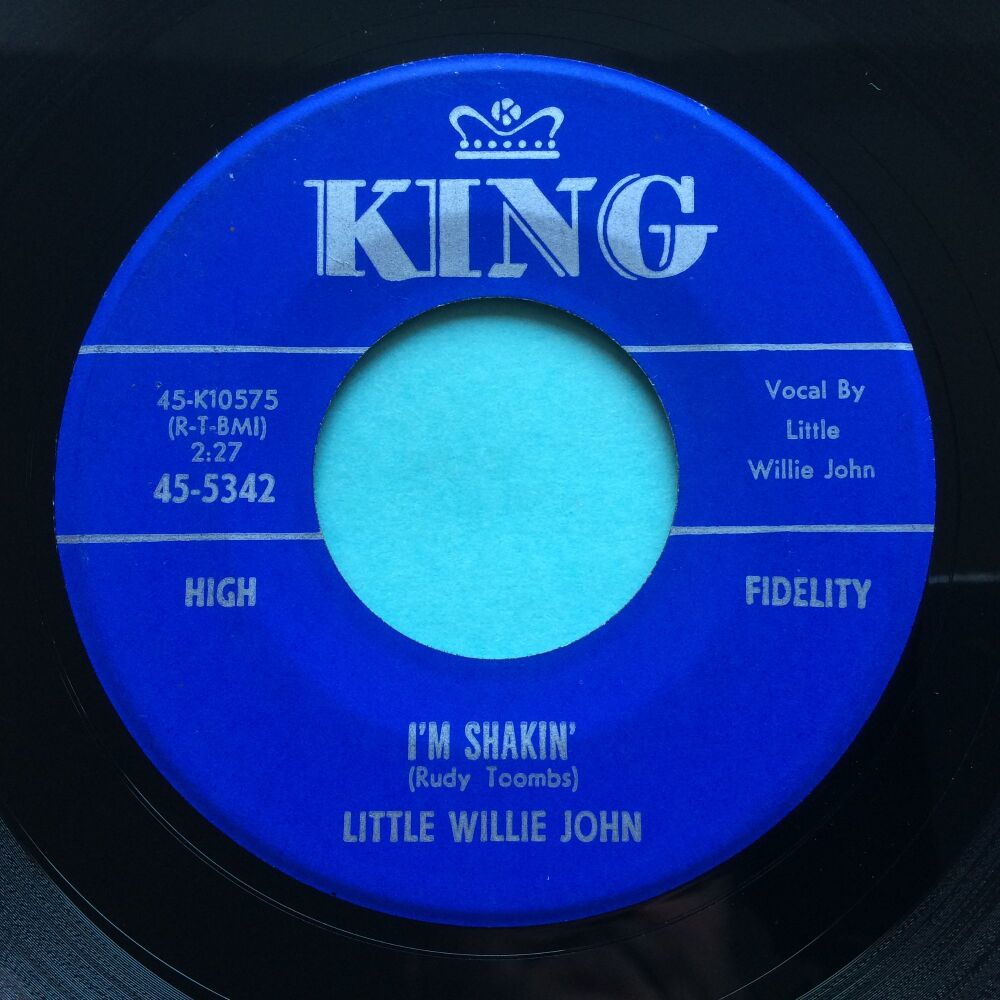 K
KING
45-K10575
(R-T-BMI)
2:27
45-5342
Vocal By
Little
Willie John
HIGH
FIDELITY
I'M SHAKIN'
(Rudy Toombs)
LITTLE WILLIE JOHN